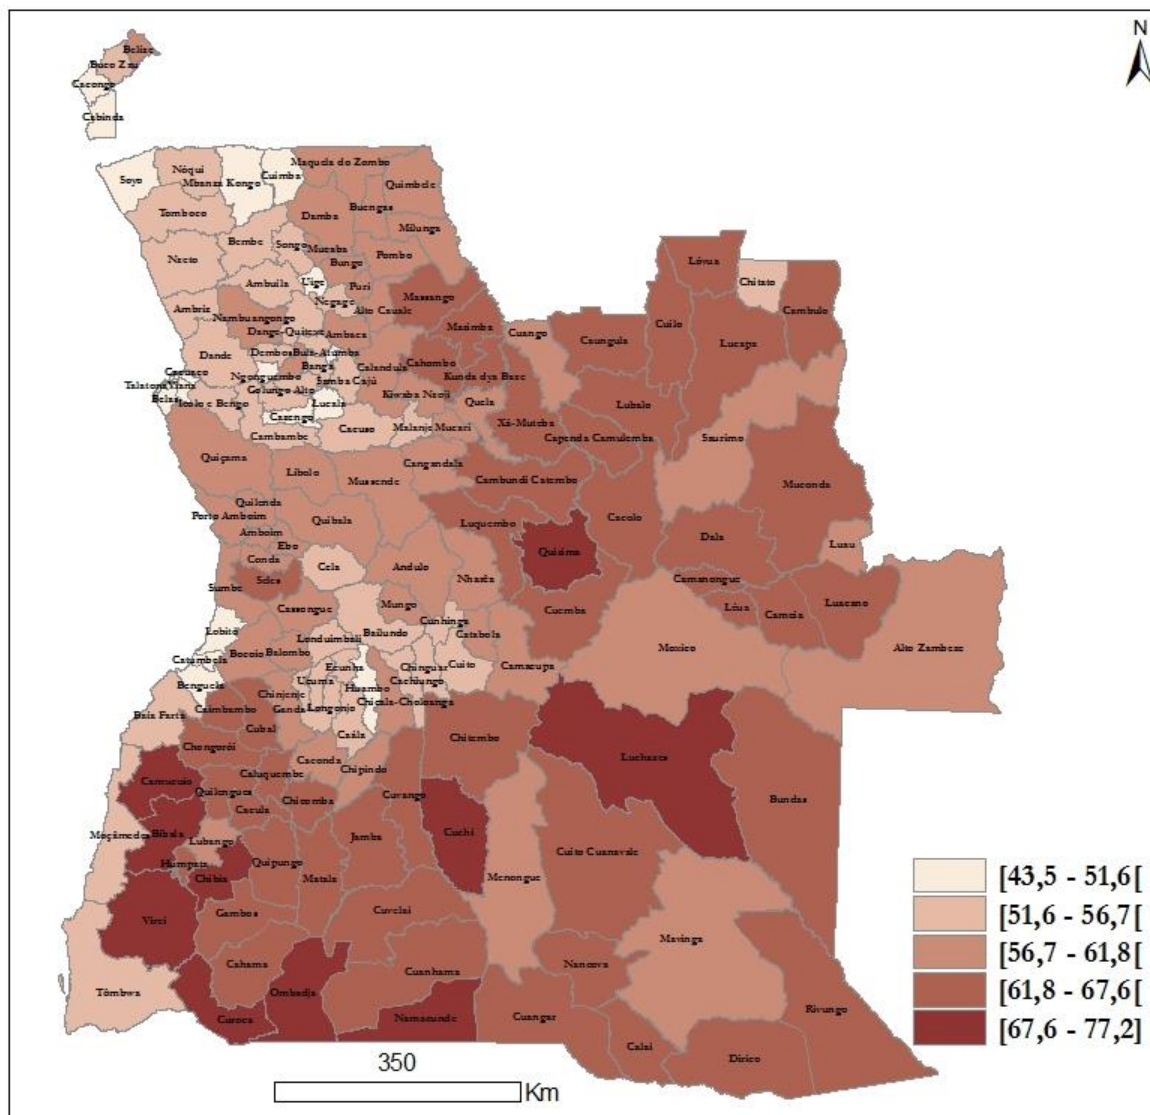 N
Belize
Buco Zau
Cacongo
Cabinda
Maquela do Zombo
Nóqui
Cuimba
Soyo
Mbanza Kongo
Quimbele
Buengas
Tomboco
Damba
Milunga
Bembe
Songo
Mucaba
Pombo
Nzeto
Bungo
Lóvua
Uíge
Chitato
Ambuila
Puri
Negage
Massango
Ambriz
Alto Cauale
Cambulo
Nambuangongo
Cuilo
Marimba
Cuango
Dange-Quitexe
Ambaca
Caungula
Lucapa
Dande
Dembos
Bula-Atumba
Banga
Calandula
Cahombo
Cacuaco
Ngonguembo
Kunda dya Baze
Talatona
Viana
Samba Cajú
Golungo Alto
Kiwaba Nzoji
Belas
Icolo e Bengo
Lucala
Quela
Lubalo
Cazengo
Xá-Muteba
Cacuso
Malanje
Mucari
Cambambe
Capenda Camulemba
Saurimo
Quiçama
Cangandala
Libolo
Mussende
Cambundi Catembo
Muconda
Quilenda
Porto Amboim
Quibala
Luquembo
Cacolo
Amboim
Dala
Ebo
Quirima
Luau
Conda
Cela
Andulo
Nharêa
Camanongue
Seles
Sumbe
Mungo
Cuemba
Léua
Cameia
Luacano
Cassongue
Cunhinga
Lobito
Londuimbali
Bailundo
Catabola
Bocoio
Balombo
Moxico
Alto Zambeze
Catumbela
Ecunha
Chinguar
Cuito
Camacupa
Benguela
Ucuma
Cachiungo
Huambo
Chinjenje
Chicala-Choloanga
Caimbambo
Ganda
Longonjo
Baía Farta
Cubal
Caála
Chitembo
Chongorói
Luchazes
Caconda
Chipindo
Caluquembe
Camucuio
Quilengues
Cuvango
Bundas
Chicomba
Cacula
Moçâmedes
Bibala
Lubango
Jamba
Cuchi
Cuito Cuanavale
Humpata
Quipungo
Chibia
Matala
Menongue
Virei
Gambos
Cuvelai
Mavinga
Cahama
Cuanhama
Nancova
Tômbwa
Ombadja
Rivungo
Curoca
Namacunde
Cuangar
Calai
Dirico
[43,5 - 51,6[
[51,6 - 56,7[
[56,7 - 61,8[
[61,8 - 67,6[
[67,6 - 77,2]
350
Km